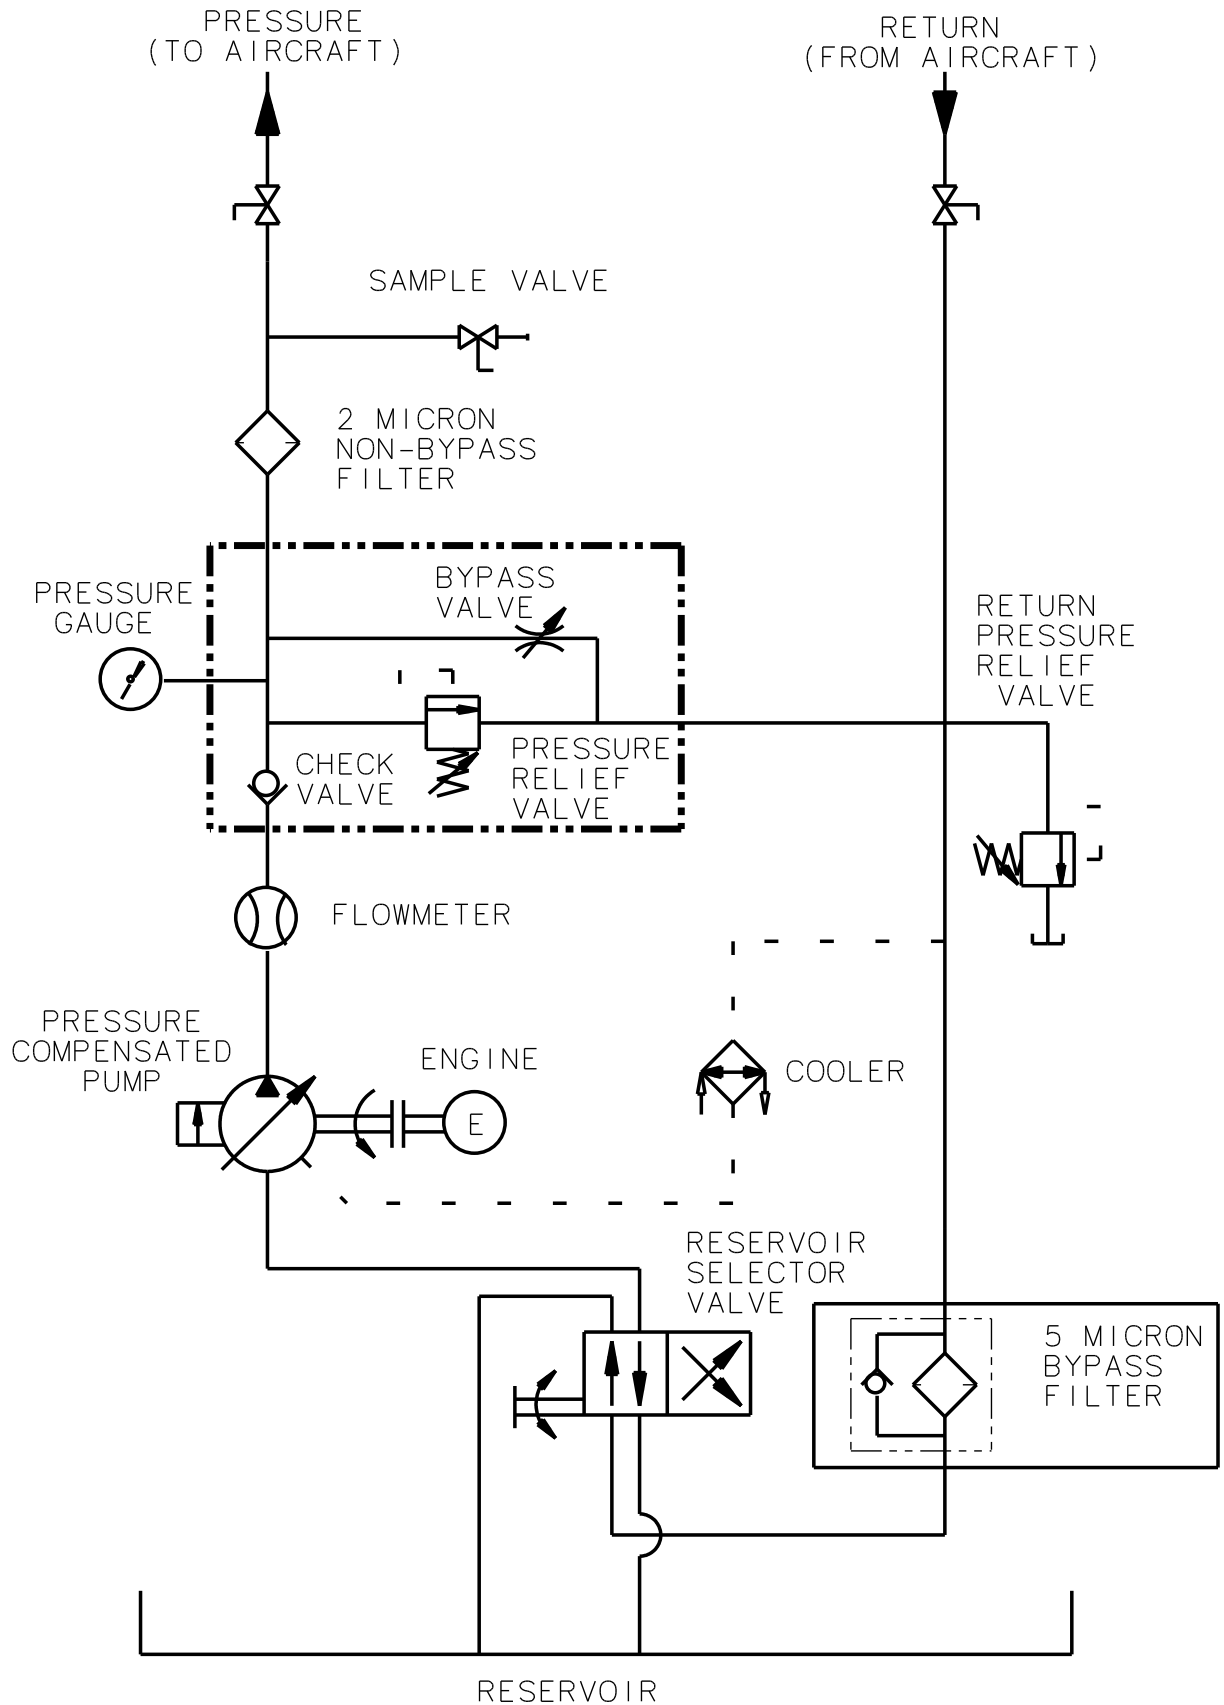 PRESSURE
(TO AIRCRAFT)
RETURN
(FROM AIRCRAFT)
SAMPLE VALVE
2 MICRON
NON-BYPASS
FILTER
BYPASS
VALVE
PRESSURE
GAUGE
RETURN
PRESSURE
RELIEF
VALVE
CHECK
VALVE
PRESSURE
RELIEF
VALVE
FLOWMETER
PRESSURE
COMPENSATED
PUMP
ENGINE
E
COOLER
RESERVOIR
SELECTOR
VALVE
5 MICRON
BYPASS
FILTER
RESERVOIR